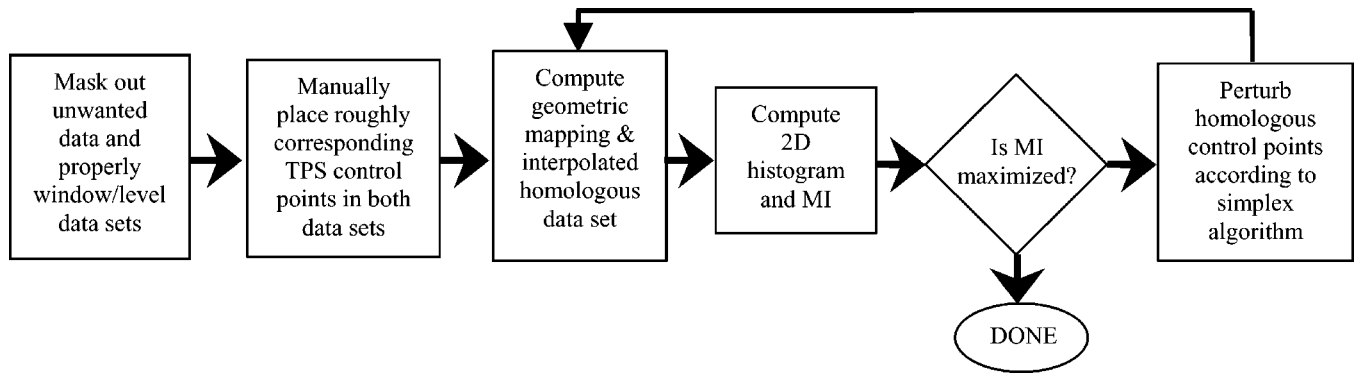 Mask out
unwanted
data and
properly
window/level
data sets
Manually
place roughly
corresponding
TPS control
points in both
data sets
Compute
geometric
mapping &
interpolated
homologous
data set
Compute
2D
histogram
and MI
Is MI
maximized?
Perturb
homologous
control points
according to
simplex
algorithm
DONE